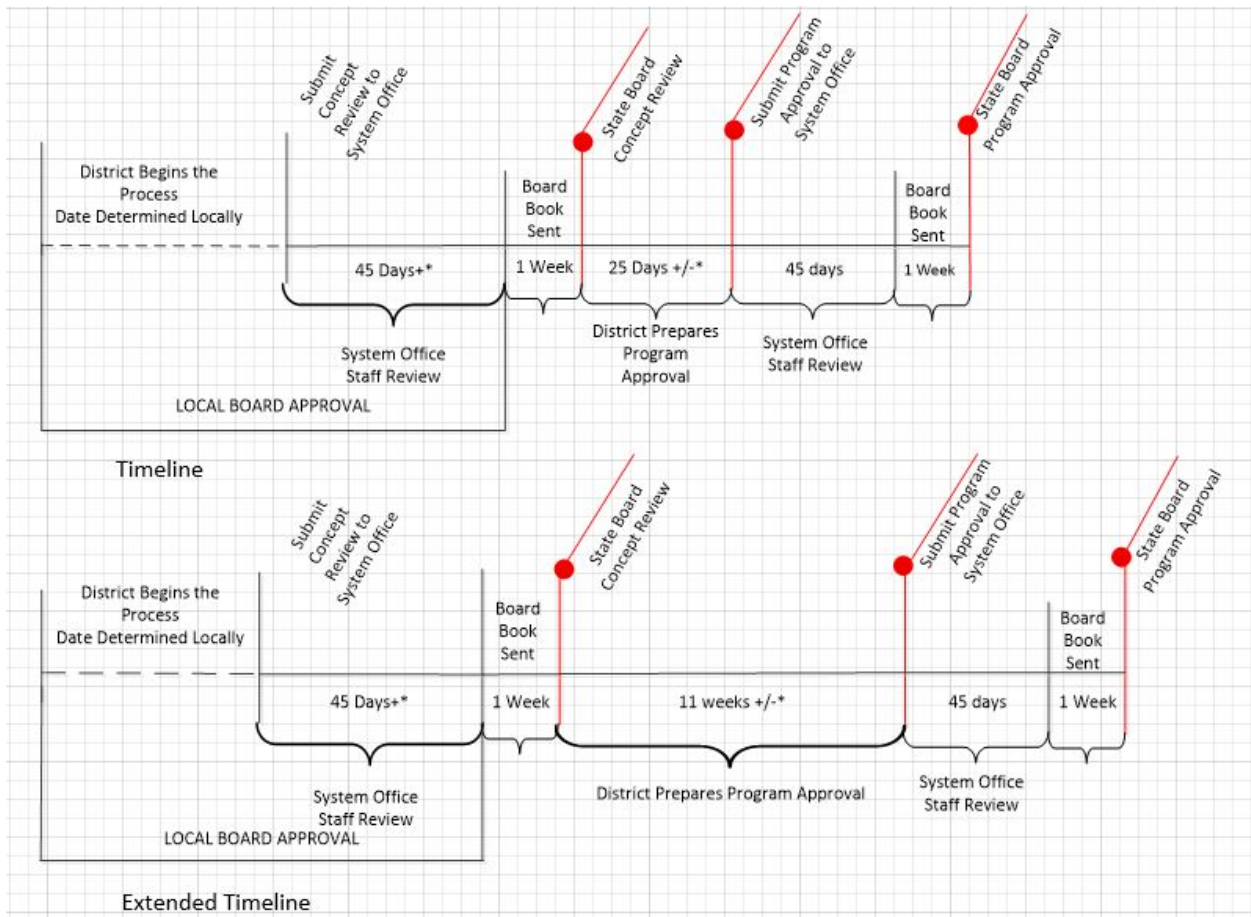 Submit
Concept
Review to
System Office
State Board
Concept Review
Submit Program
Approval to
System Office
State Board
Program Approval
District Begins the
Process
Date Determined Locally
Board
Book
Sent
Board
Book
Sent
45 Days+*
1 Week
25 Days +/-*
45 days
1 Week
System Office
Staff Review
District Prepares
Program
Approval
System Office
Staff Review
LOCAL BOARD APPROVAL
Timeline
Submit
Concept
Review to
System Office
State Board
Concept Review
Submit Program
Approval to
System Office
State Board
Program Approval
District Begins the
Process
Date Determined Locally
Board
Book
Sent
Board
Book
Sent
45 Days+*
1 Week
11 weeks +/-*
45 days
1 Week
System Office
Staff Review
District Prepares Program Approval
System Office
Staff Review
LOCAL BOARD APPROVAL
Extended Timeline